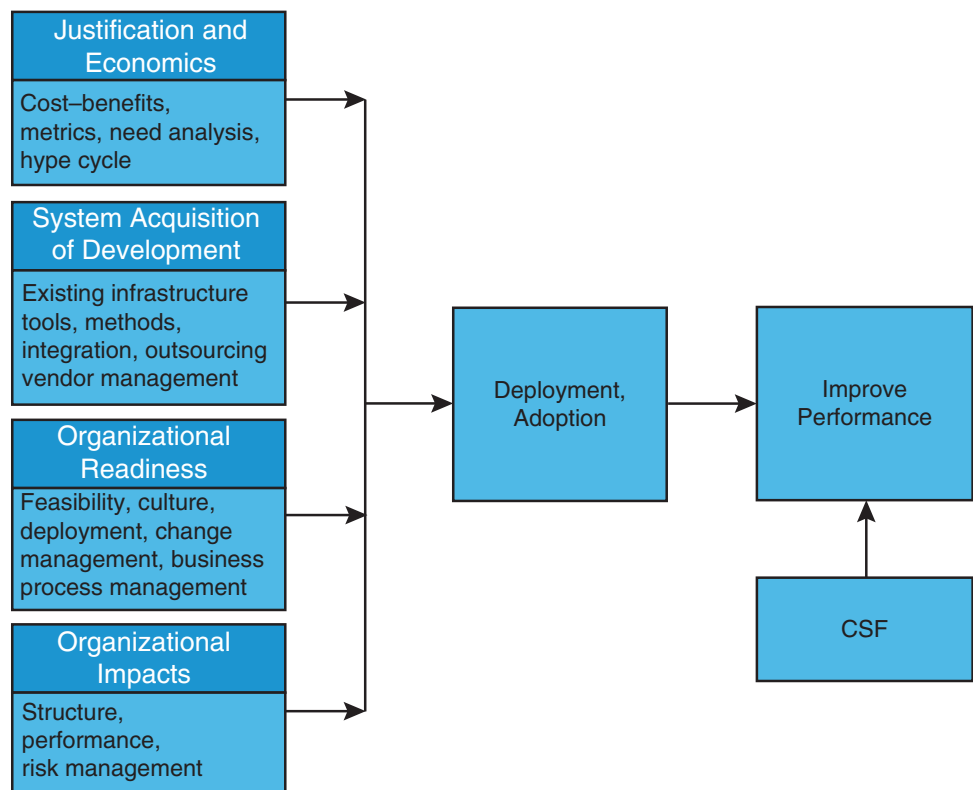 Justification and
Economics
Cost–benefits,
metrics, need analysis,
hype cycle
System Acquisition
of Development
Existing infrastructure
tools, methods,
integration, outsourcing
vendor management
Organizational
Readiness
Feasibility, culture,
deployment, change
management, business
process management
Organizational
Impacts
Structure,
performance,
risk management
Deployment,
Adoption
Improve
Performance
CSF